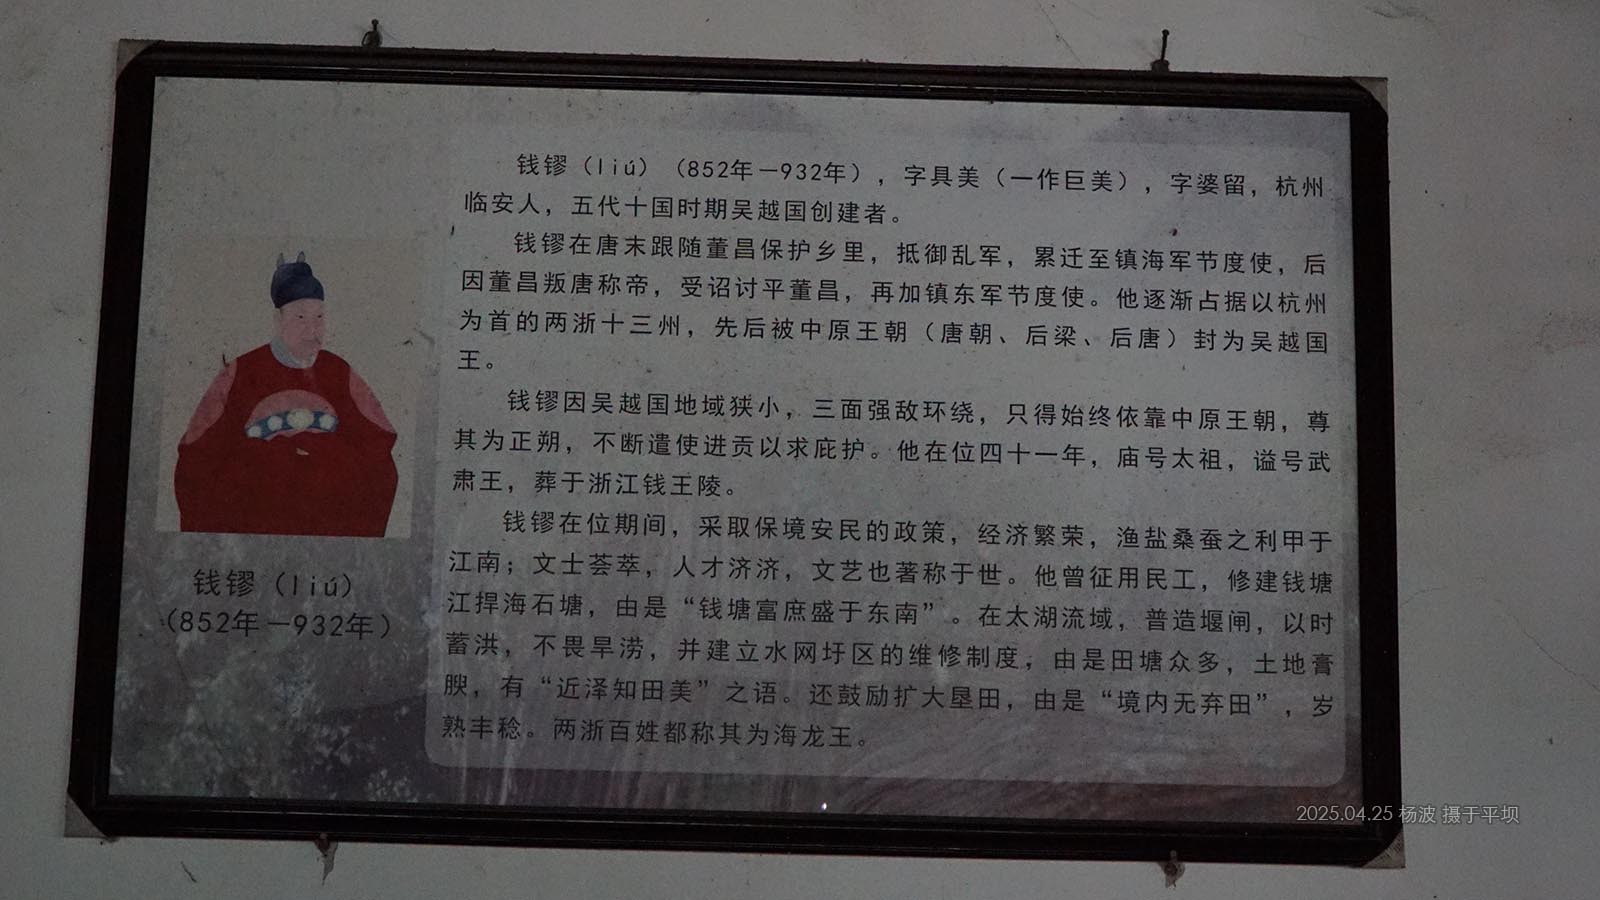 钱镠（liú）（852年－932年），字具美（一作巨美），字婆留，杭州
临安人，五代十国时期吴越国创建者。
钱镠在唐末跟随董昌保护乡里，抵御乱军，累迁至镇海军节度使，后
因董昌叛唐称帝，受诏讨平董昌，再加镇东军节度使。他逐渐占据以杭州
为首的两浙十三州，先后被中原王朝（唐朝、后梁、后唐）封为吴越国
王。
钱镠因吴越国地域狭小，三面强敌环绕，只得始终依靠中原王朝，尊
其为正朔，不断遣使进贡以求庇护。他在位四十一年，庙号太祖，谥号武
肃王，葬于浙江钱王陵。
钱镠在位期间，采取保境安民的政策，经济繁荣，渔盐桑蚕之利甲于
江南；文士荟萃，人才济济，文艺也著称于世。他曾征用民工，修建钱塘
江捍海石塘，由是“钱塘富庶盛于东南”。在太湖流域，普造堰闸，以时
蓄洪，不畏旱涝，并建立水网圩区的维修制度，由是田塘众多，土地膏
腴，有“近泽知田美”之语。还鼓励扩大垦田，由是“境内无弃田”，岁
熟丰稔。两浙百姓都称其为海龙王。
钱镠（liú）
（852年－932年）
2025.04.25 杨波 摄于平坝